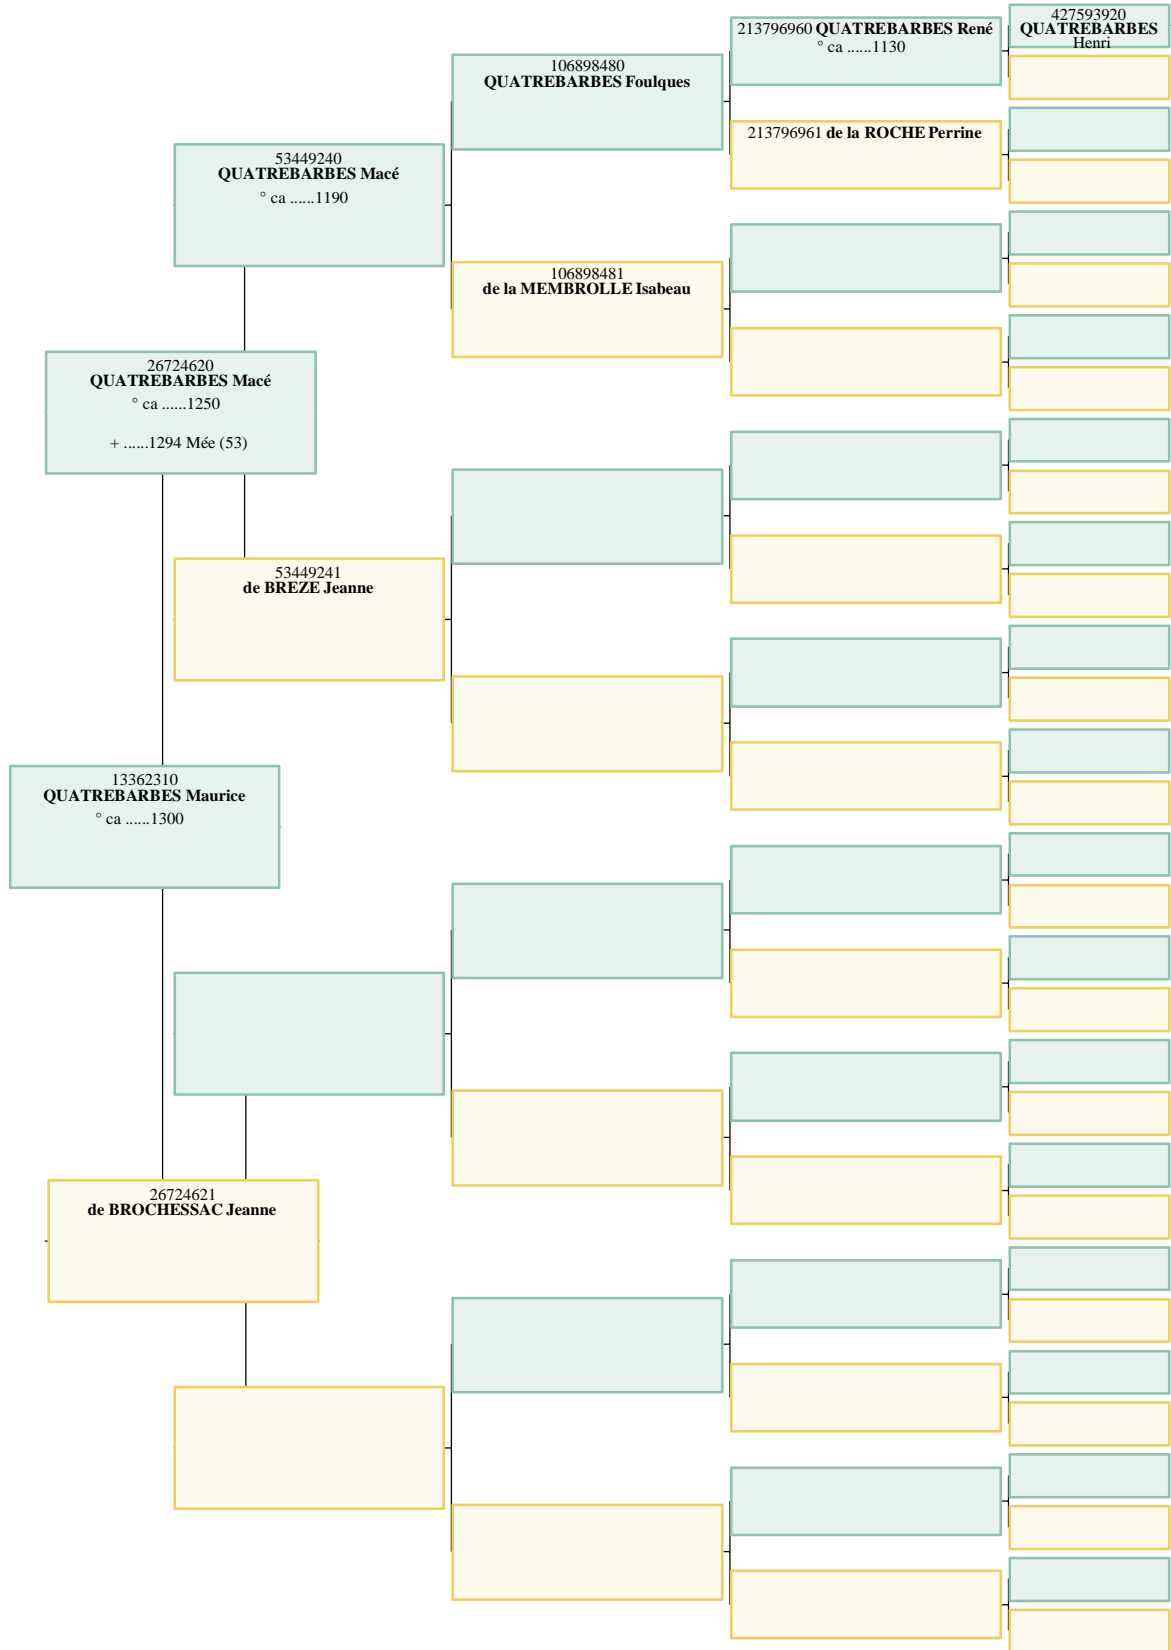 427593920
QUATREBARBES
Henri
213796960 QUATREBARBES René
° ca ......1130
106898480
QUATREBARBES Foulques
213796961 de la ROCHE Perrine
53449240
QUATREBARBES Macé
° ca ......1190
106898481
de la MEMBROLLE Isabeau
26724620
QUATREBARBES Macé
° ca ......1250
+ ......1294 Mée (53)
53449241
de BREZE Jeanne
13362310
QUATREBARBES Maurice
° ca ......1300
26724621
de BROCHESSAC Jeanne